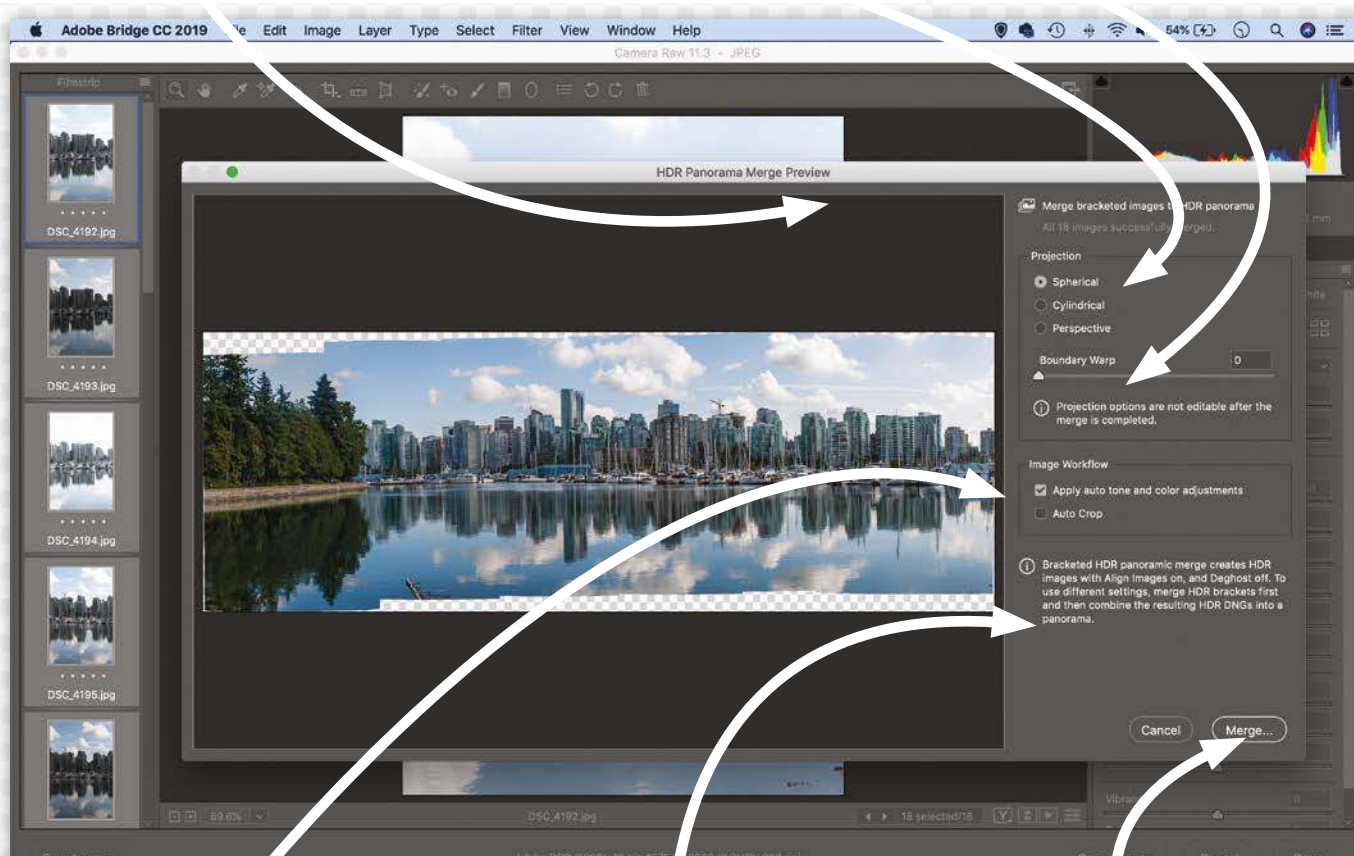 Adobe Bridge CC 2019 Edit Image Layer Type Select Filter View Window Help 54%
Camera Raw 11.3 - JPEG
Filmstrip
DSC_4192.jpg
DSC_4193.jpg
DSC_4194.jpg
DSC_4195.jpg
HDR Panorama Merge Preview
Merge bracketed images to HDR panorama
All 18 images successfully merged.
Projection
Spherical
Cylindrical
Perspective
Boundary Warp 0
Projection options are not editable after the
merge is completed.
Image Workflow
Apply auto tone and color adjustments
Auto Crop
Bracketed HDR panoramic merge creates HDR
images with Align Images on, and Deghost off. To
use different settings, merge HDR brackets first
and then combine the resulting HDR DNGs into a
panorama.
Cancel Merge...
mm
69.6% DSC_4192.jpg 18 selected/18 Y